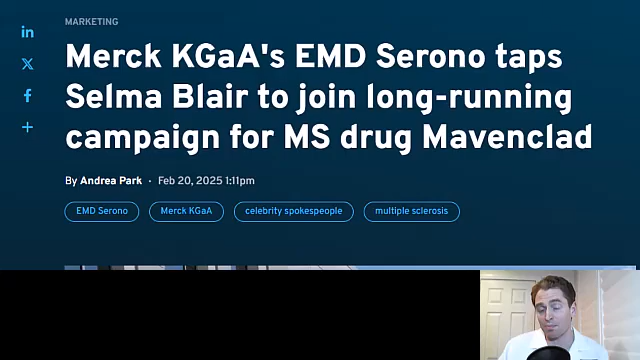 MARKETING
Merck KGaA's EMD Serono taps
Selma Blair to join long-running
campaign for MS drug Mavenclad
By Andrea Park · Feb 20, 2025 1:11pm
EMD Serono
Merck KGaA
celebrity spokespeople
multiple sclerosis